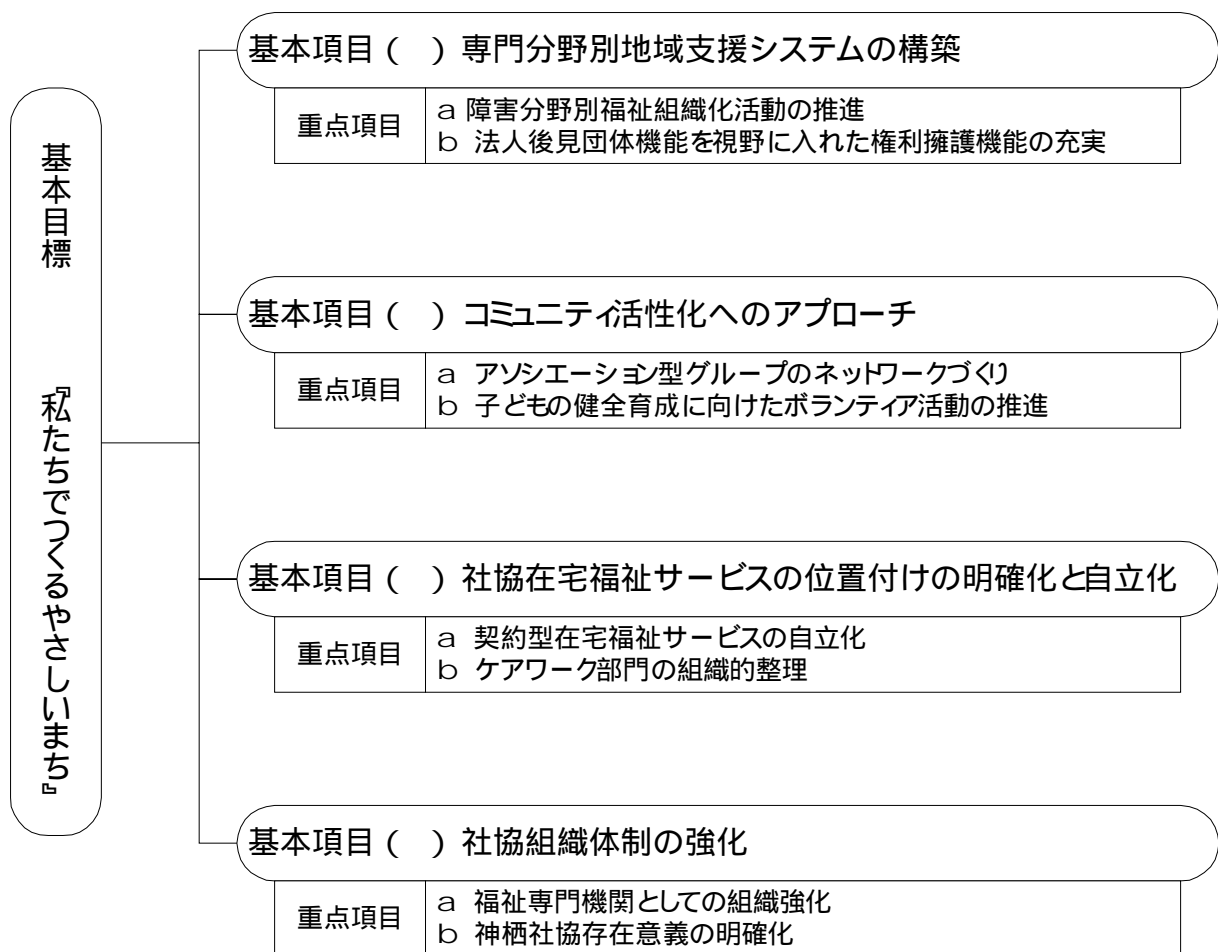 基本目標 『私たちでつくるやさしいまち』
基本項目（　）専門分野別地域支援システムの構築
重点項目
a 障害分野別福祉組織化活動の推進
b 法人後見団体機能を視野に入れた権利擁護機能の充実
基本項目（　）コミュニティ活性化へのアプローチ
重点項目
a アソシエーション型グループのネットワークづくり
b 子どもの健全育成に向けたボランティア活動の推進
基本項目（　）社協在宅福祉サービスの位置付けの明確化と自立化
重点項目
a 契約型在宅福祉サービスの自立化
b ケアワーク部門の組織的整理
基本項目（　）社協組織体制の強化
重点項目
a 福祉専門機関としての組織強化
b 神栖社協存在意義の明確化